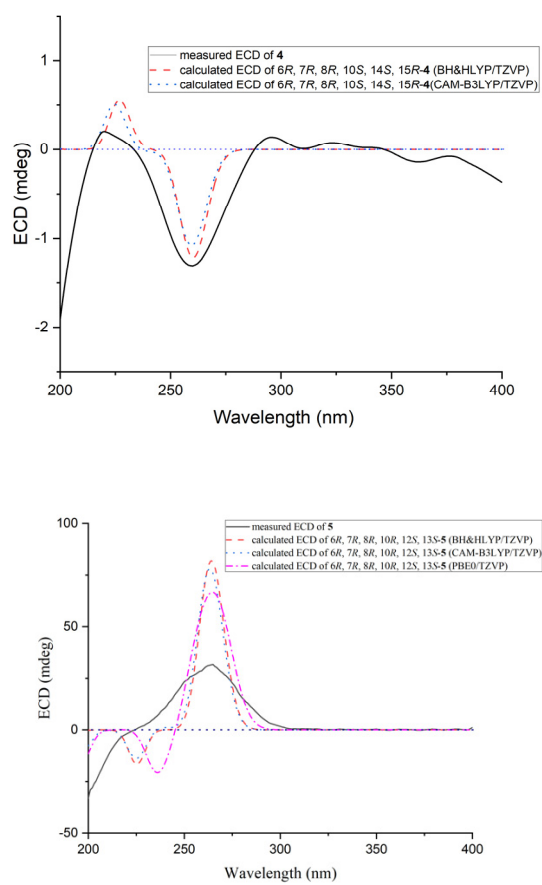 measured ECD of 4
calculated ECD of 6R, 7R, 8R, 10S, 14S, 15R-4 (BH&HLYP/TZVP)
calculated ECD of 6R, 7R, 8R, 10S, 14S, 15R-4(CAM-B3LYP/TZVP)
1
0
-1
-2
ECD (mdeg)
200 250 300 350 400
Wavelength (nm)
measured ECD of 5
calculated ECD of 6R, 7R, 8R, 10R, 12S, 13S-5 (BH&HLYP/TZVP)
calculated ECD of 6R, 7R, 8R, 10R, 12S, 13S-5 (CAM-B3LYP/TZVP)
calculated ECD of 6R, 7R, 8R, 10R, 12S, 13S-5 (PBE0/TZVP)
100
50
0
-50
ECD (mdeg)
200 250 300 350 400
Wavelength (nm)